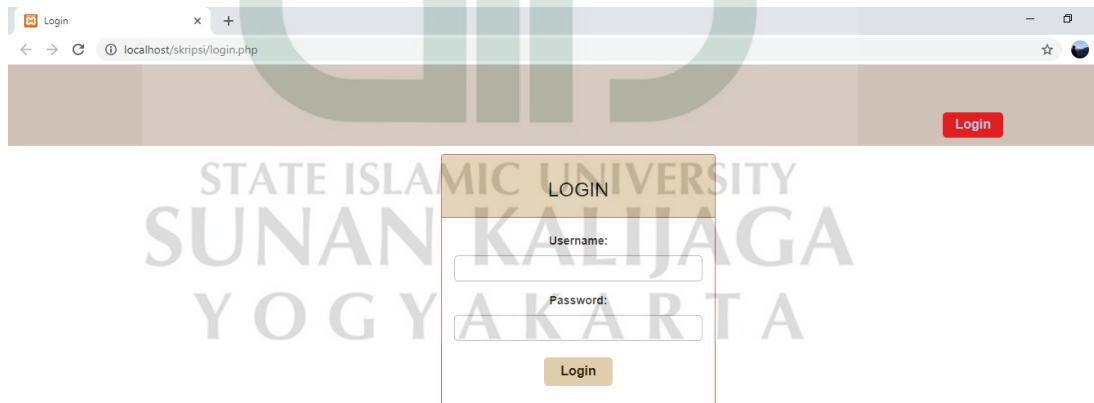 Login
localhost/skripsi/login.php
Login
STATE ISLAMIC UNIVERSITY
LOGIN
SUNAN KALIJAGA
Username:
YOGYAKARTA
Password:
Login